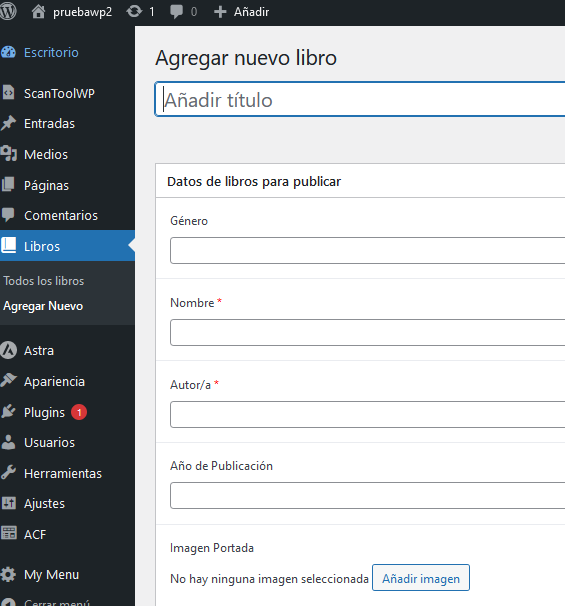 pruebawp2 1 0 + Añadir
Escritorio
ScanToolWP
Entradas
Medios
Páginas
Comentarios
Libros
Todos los libros
Agregar Nuevo
Astra
Apariencia
Plugins 1
Usuarios
Herramientas
Ajustes
ACF
My Menu
Cerrar menú
Agregar nuevo libro
Añadir título
Datos de libros para publicar
Género
Nombre *
Autor/a *
Año de Publicación
Imagen Portada
No hay ninguna imagen seleccionada Añadir imagen